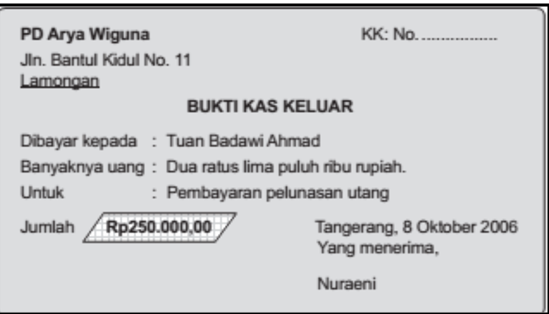 PD Arya Wiguna KK: No. ................
Jln. Bantul Kidul No. 11
Lamongan
BUKTI KAS KELUAR
Dibayar kepada : Tuan Badawi Ahmad
Banyaknya uang : Dua ratus lima puluh ribu rupiah.
Untuk : Pembayaran pelunasan utang
Jumlah Rp250.000,00 Tangerang, 8 Oktober 2006
Yang menerima,
Nuraeni